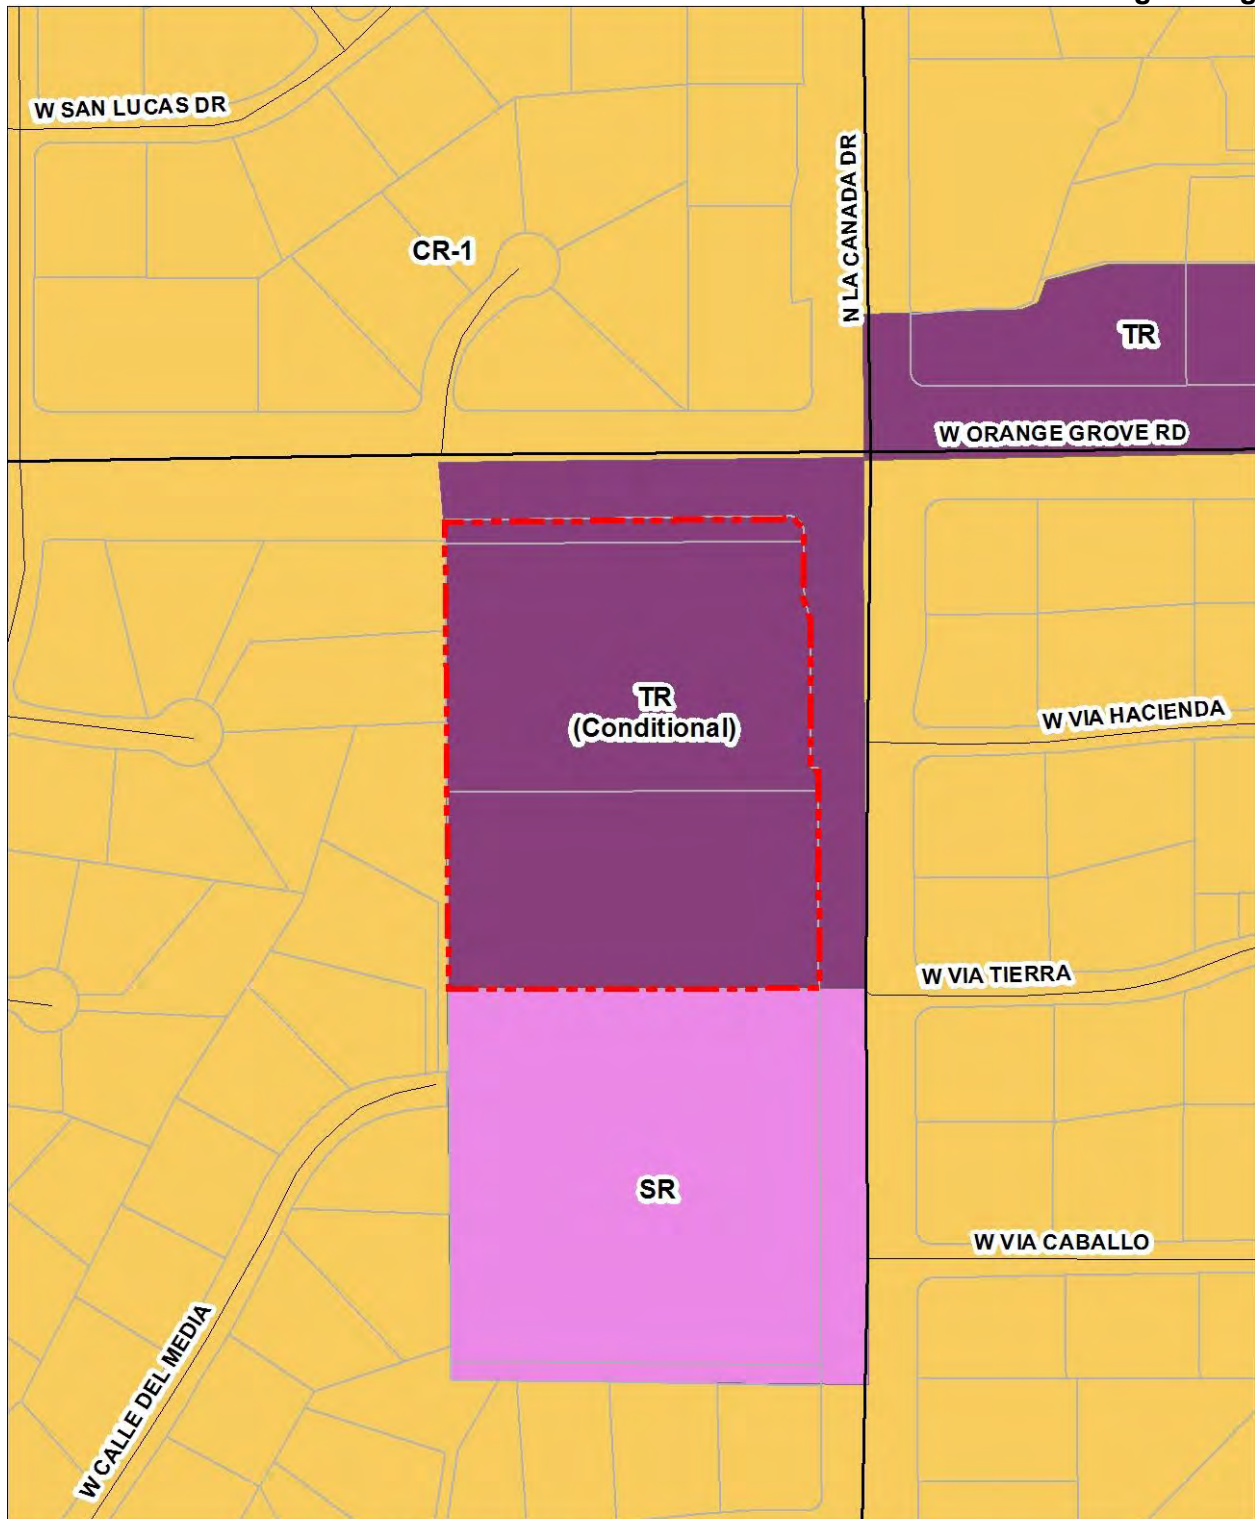 W SAN LUCAS DR
N LA CANADA DR
CR-1
TR
W ORANGE GROVE RD
TR
(Conditional)
W VIA HACIENDA
W VIA TIERRA
SR
W VIA CABALLO
W CALLE DEL MEDIA